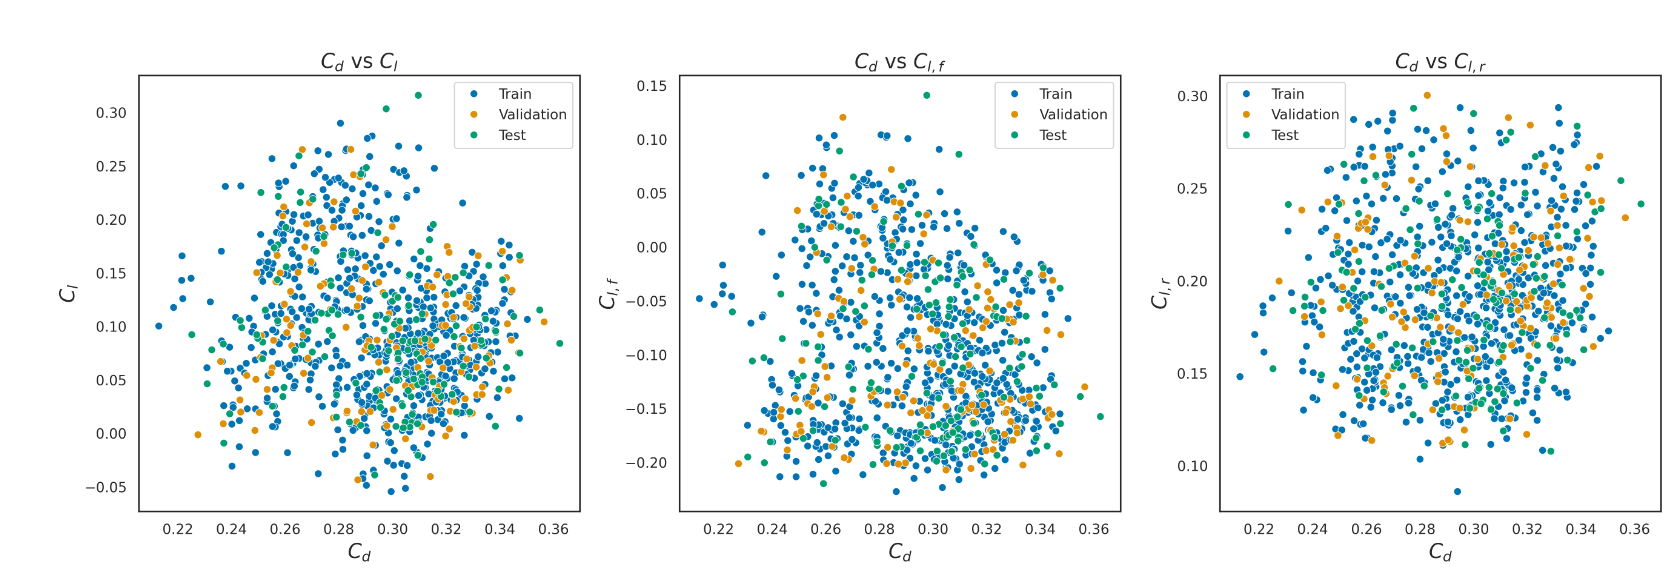 C_d vs C_l
Train
Validation
Test
0.30
0.25
0.20
0.15
0.10
0.05
0.00
−0.05
C_l
0.22 0.24 0.26 0.28 0.30 0.32 0.34 0.36
C_d
C_d vs C_{l,f}
Train
Validation
Test
0.15
0.10
0.05
0.00
−0.05
−0.10
−0.15
−0.20
C_{l,f}
0.22 0.24 0.26 0.28 0.30 0.32 0.34 0.36
C_d
C_d vs C_{l,r}
Train
Validation
Test
0.30
0.25
0.20
0.15
0.10
C_{l,r}
0.22 0.24 0.26 0.28 0.30 0.32 0.34 0.36
C_d